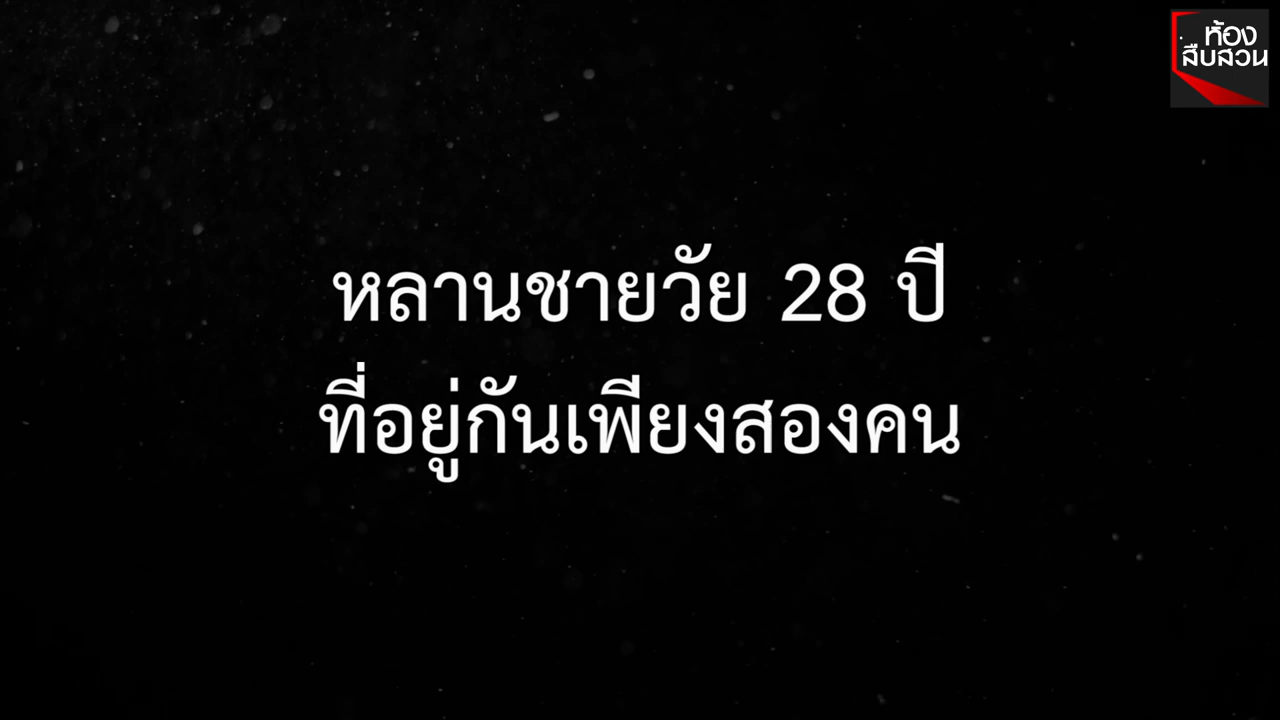 ห้อง
สืบสวน
หลานชายวัย 28 ปี
ที่อยู่กันเพียงสองคน